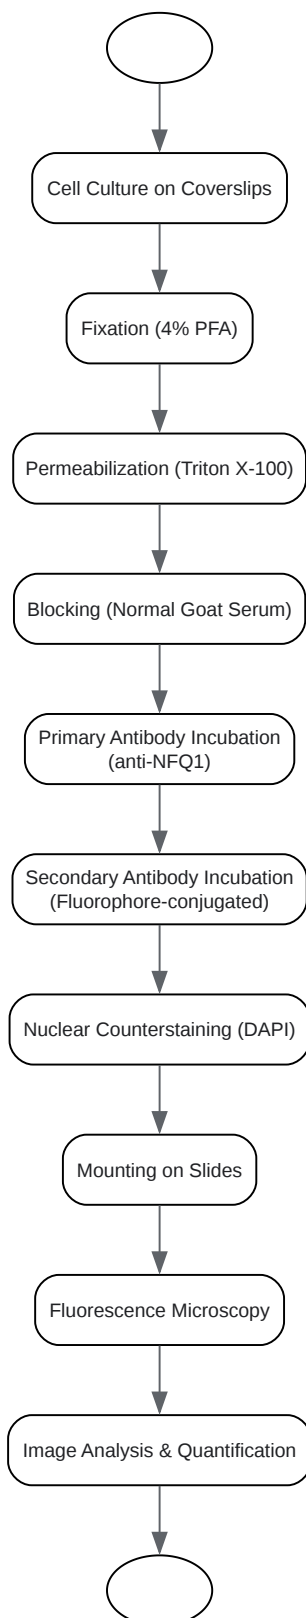 Cell Culture on Coverslips
Fixation (4% PFA)
Permeabilization (Triton X-100)
Blocking (Normal Goat Serum)
Primary Antibody Incubation
(anti-NFQ1)
Secondary Antibody Incubation
(Fluorophore-conjugated)
Nuclear Counterstaining (DAPI)
Mounting on Slides
Fluorescence Microscopy
Image Analysis & Quantification